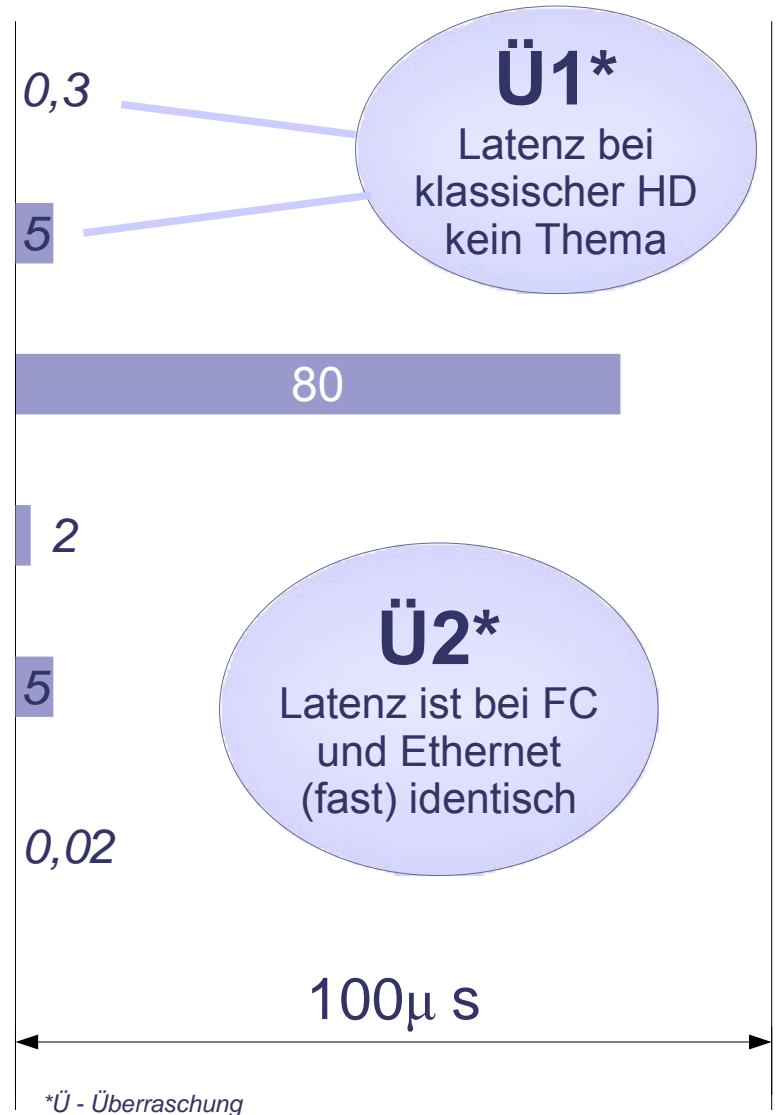 0,3
Ü1*
Latenz bei
klassischer HD
kein Thema
5
80
2
Ü2*
Latenz ist bei FC
und Ethernet
(fast) identisch
5
0,02
100µ s
*Ü - Überraschung